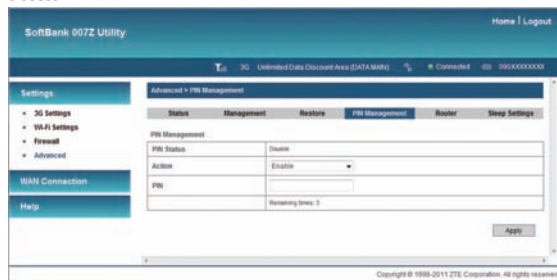 Home | Logout
SoftBank 007Z Utility
3G Unlimited Data Discount Area (DATA MAIN) Connected 090XXXXXXXX
Settings
Advanced > PIN Management
3G Settings
Wi-Fi Settings
Firewall
Advanced
WAN Connection
Help
Status Management Restore PIN Management Router Sleep Settings
PIN Management
PIN Status Disable
Action Enable
PIN
Remaining times: 3
Apply
Copyright © 1998-2011 ZTE Corporation. All rights reserved